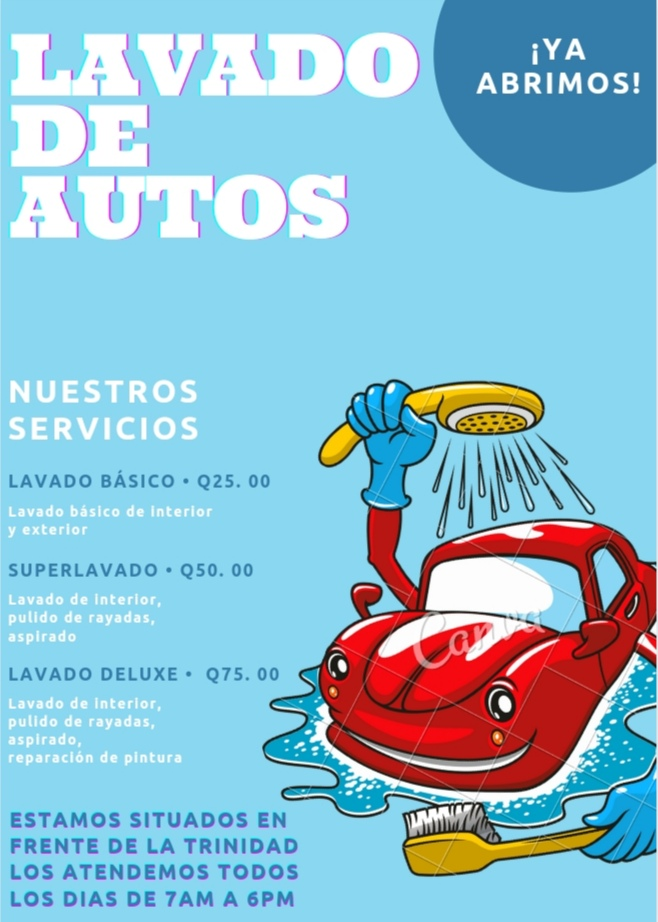 LAVADO
DE
AUTOS
¡YA
ABRIMOS!
NUESTROS
SERVICIOS
LAVADO BÁSICO • Q25. 00
Lavado básico de interior
y exterior
SUPERLAVADO • Q50. 00
Lavado de interior,
pulido de rayadas,
aspirado
LAVADO DELUXE • Q75. 00
Lavado de interior,
pulido de rayadas,
aspirado,
reparación de pintura
Canva
ESTAMOS SITUADOS EN
FRENTE DE LA TRINIDAD
LOS ATENDEMOS TODOS
LOS DIAS DE 7AM A 6PM